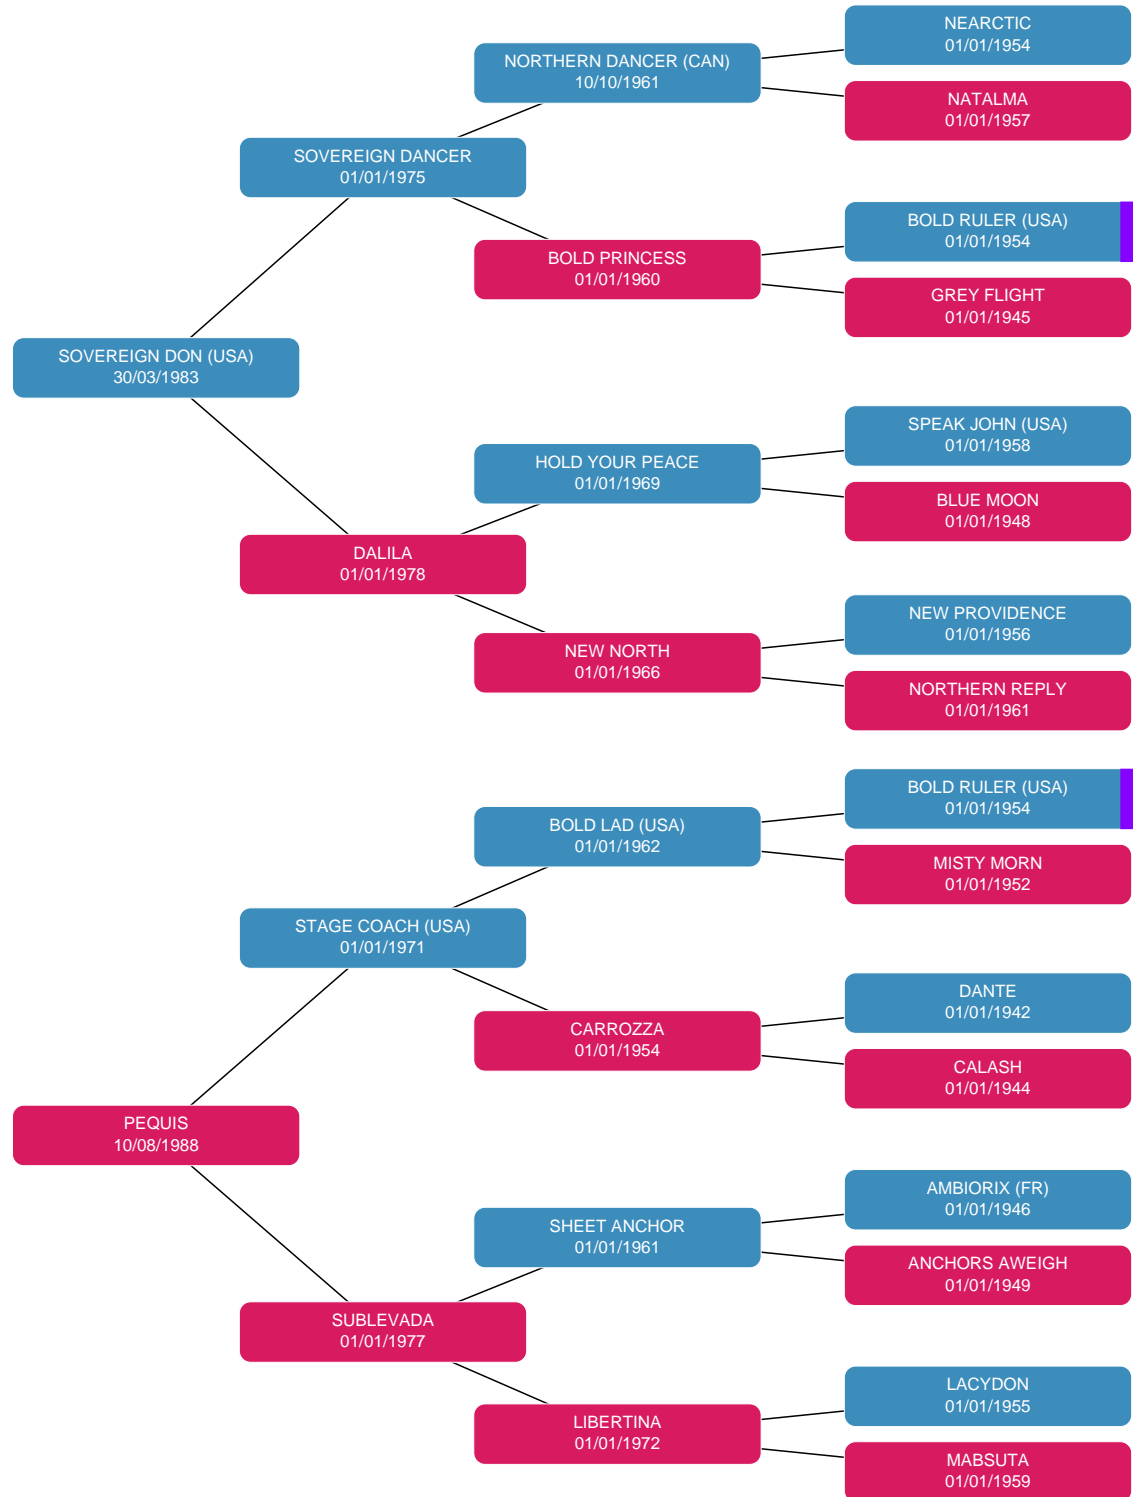 NEARCTIC
01/01/1954
NORTHERN DANCER (CAN)
10/10/1961
NATALMA
01/01/1957
SOVEREIGN DANCER
01/01/1975
BOLD RULER (USA)
01/01/1954
BOLD PRINCESS
01/01/1960
GREY FLIGHT
01/01/1945
SOVEREIGN DON (USA)
30/03/1983
SPEAK JOHN (USA)
01/01/1958
HOLD YOUR PEACE
01/01/1969
BLUE MOON
01/01/1948
DALILA
01/01/1978
NEW PROVIDENCE
01/01/1956
NEW NORTH
01/01/1966
NORTHERN REPLY
01/01/1961
BOLD RULER (USA)
01/01/1954
BOLD LAD (USA)
01/01/1962
MISTY MORN
01/01/1952
STAGE COACH (USA)
01/01/1971
DANTE
01/01/1942
CARROZZA
01/01/1954
CALASH
01/01/1944
PEQUIS
10/08/1988
AMBIORIX (FR)
01/01/1946
SHEET ANCHOR
01/01/1961
ANCHORS AWEIGH
01/01/1949
SUBLEVADA
01/01/1977
LACYDON
01/01/1955
LIBERTINA
01/01/1972
MABSUTA
01/01/1959